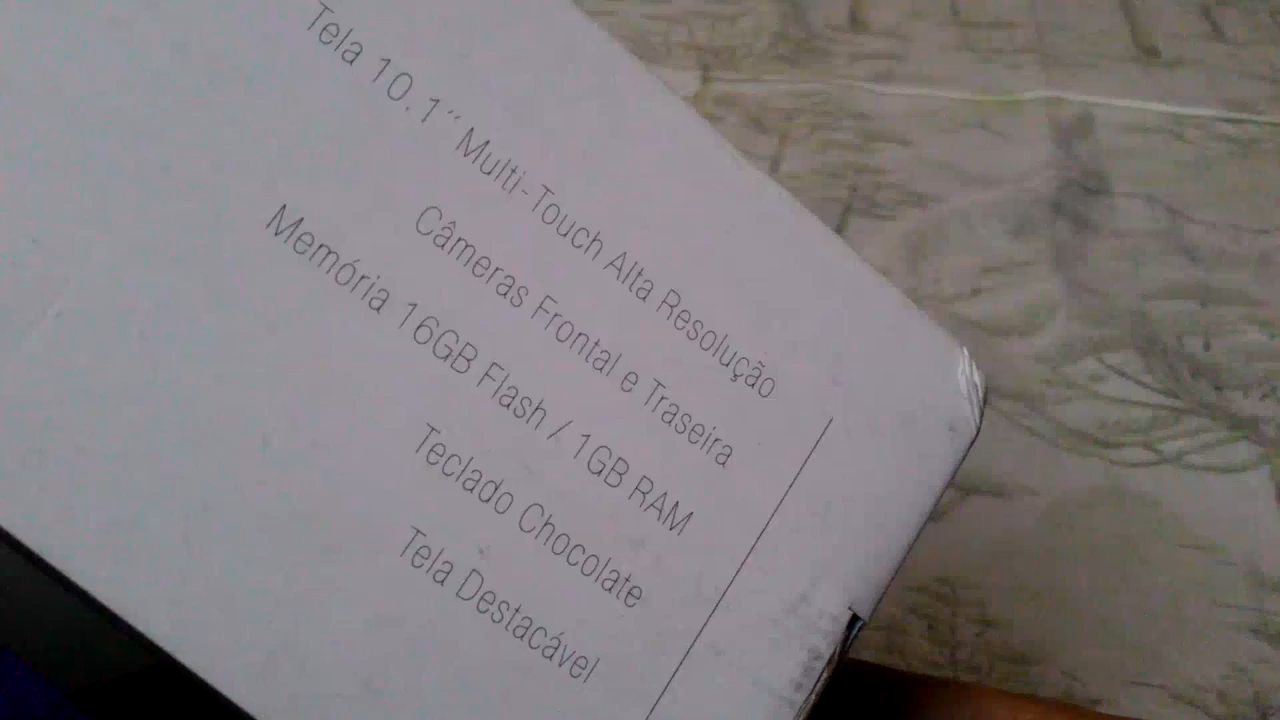 Tela 10.1´´ Multi-Touch Alta Resolução
Câmeras Frontal e Traseira
Memória 16GB Flash / 1GB RAM
Teclado Chocolate
Tela Destacável